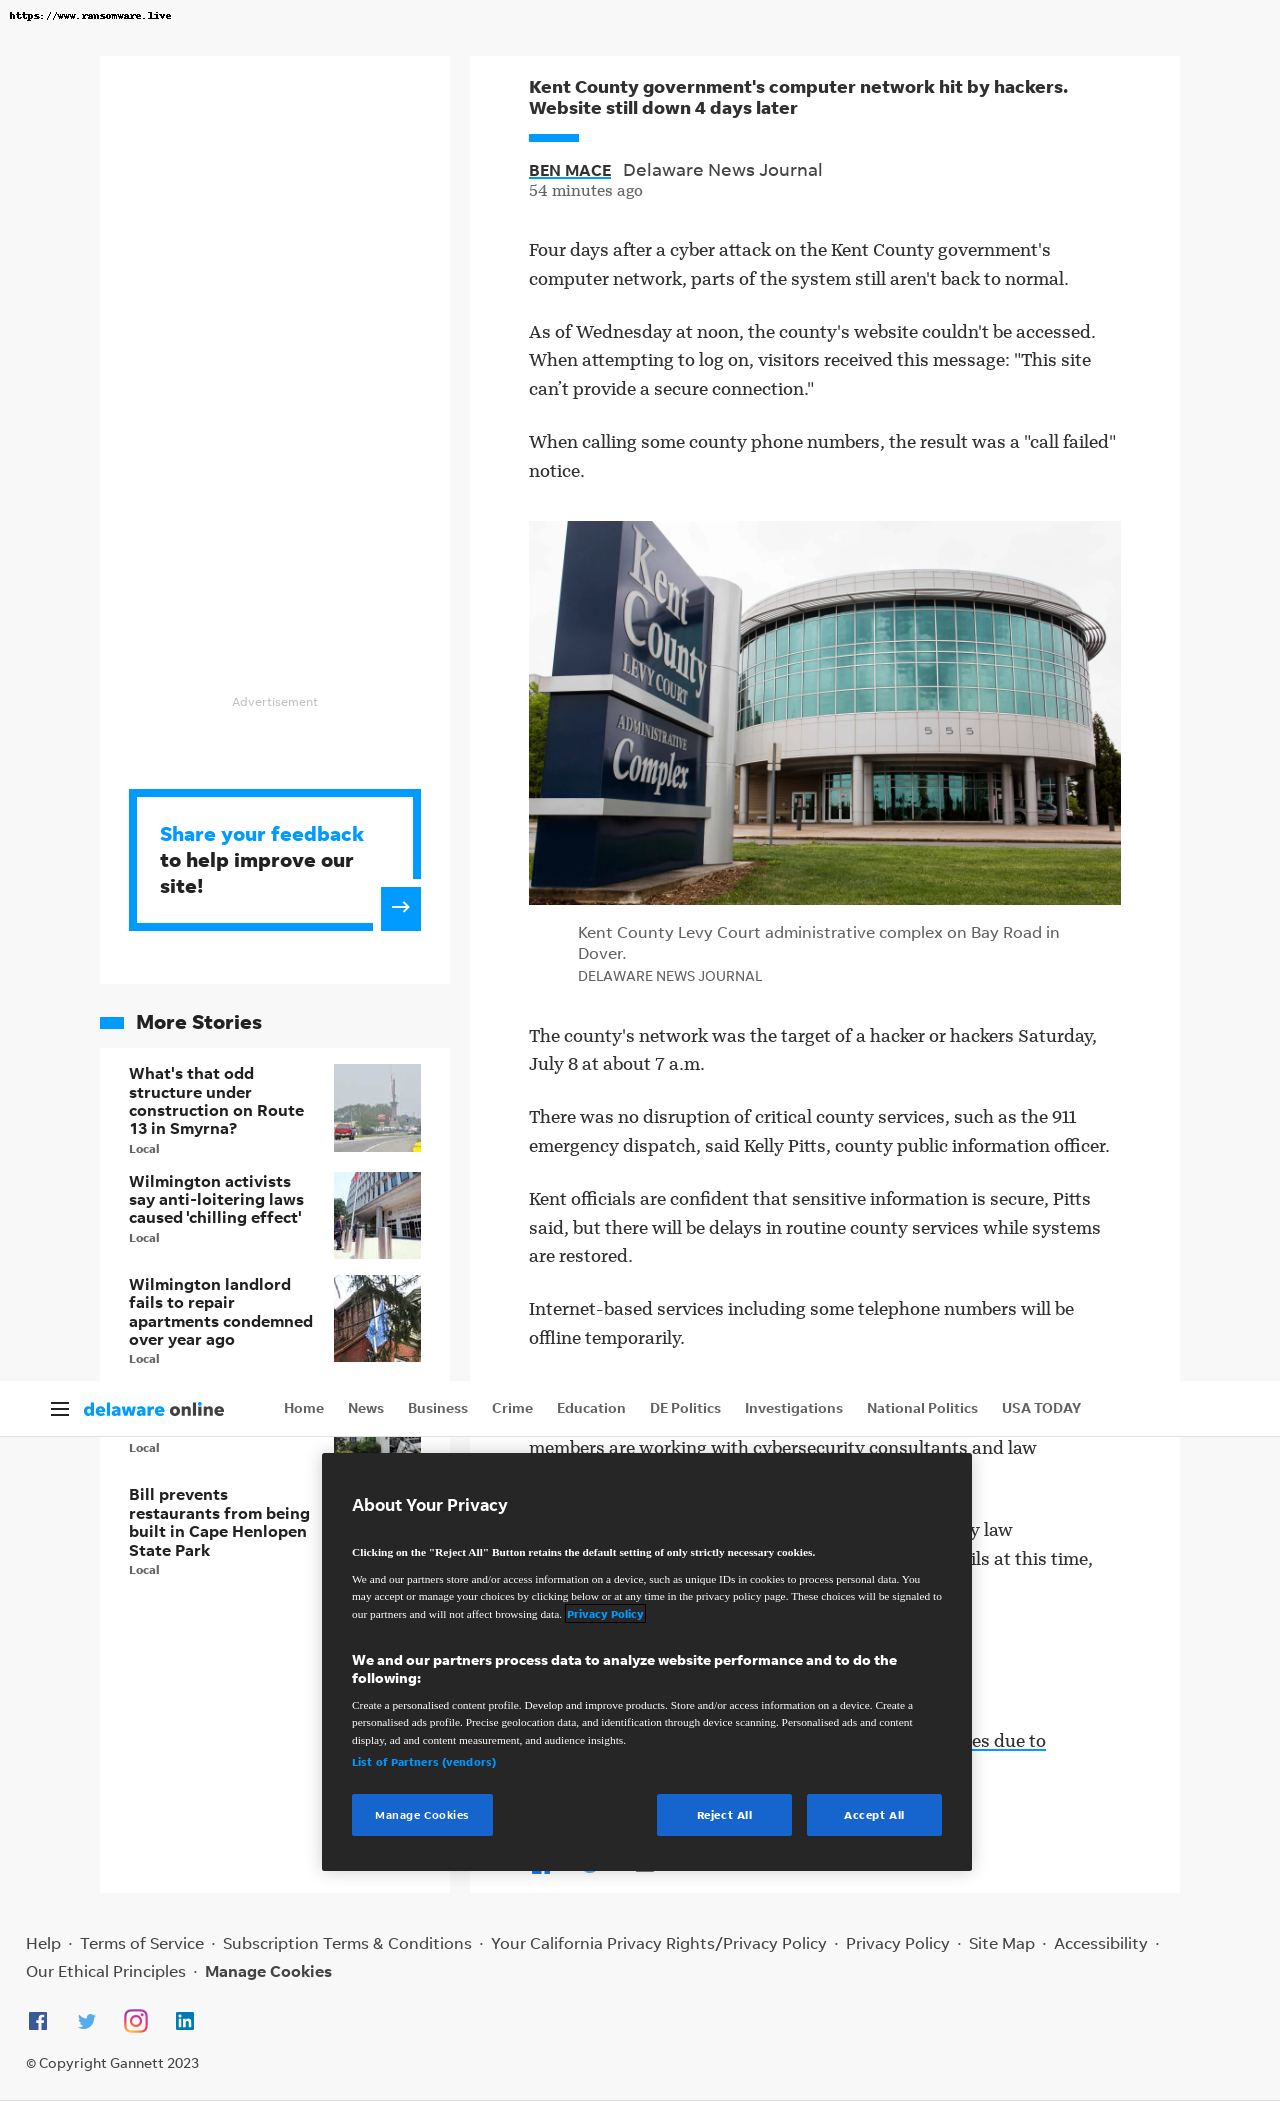 https://www.ransomware.live
Kent County government's computer network hit by hackers.
Website still down 4 days later
BEN MACE Delaware News Journal
54 minutes ago
Four days after a cyber attack on the Kent County government's
computer network, parts of the system still aren't back to normal.
As of Wednesday at noon, the county's website couldn't be accessed.
When attempting to log on, visitors received this message: "This site
can’t provide a secure connection."
When calling some county phone numbers, the result was a "call failed"
notice.
Kent
County
LEVY COURT
ADMINISTRATIVE
Complex
555
Kent County Levy Court administrative complex on Bay Road in
Dover.
DELAWARE NEWS JOURNAL
The county's network was the target of a hacker or hackers Saturday,
July 8 at about 7 a.m.
There was no disruption of critical county services, such as the 911
emergency dispatch, said Kelly Pitts, county public information officer.
Kent officials are confident that sensitive information is secure, Pitts
said, but there will be delays in routine county services while systems
are restored.
Internet-based services including some telephone numbers will be
offline temporarily.
Advertisement
Share your feedback
to help improve our
site!
More Stories
What's that odd
structure under
construction on Route
13 in Smyrna?
Local
Wilmington activists
say anti-loitering laws
caused 'chilling effect'
Local
Wilmington landlord
fails to repair
apartments condemned
over year ago
Local
delaware online
Home News Business Crime Education DE Politics Investigations National Politics USA TODAY
Local
Bill prevents
restaurants from being
built in Cape Henlopen
State Park
Local
members are working with cybersecurity consultants and law
law
at this time,
due to
About Your Privacy
Clicking on the "Reject All" Button retains the default setting of only strictly necessary cookies.
We and our partners store and/or access information on a device, such as unique IDs in cookies to process personal data. You
may accept or manage your choices by clicking below or at any time in the privacy policy page. These choices will be signaled to
our partners and will not affect browsing data. Privacy Policy
We and our partners process data to analyze website performance and to do the
following:
Create a personalised content profile. Develop and improve products. Store and/or access information on a device. Create a
personalised ads profile. Precise geolocation data, and identification through device scanning. Personalised ads and content
display, ad and content measurement, and audience insights.
List of Partners (vendors)
Manage Cookies Reject All Accept All
Help · Terms of Service · Subscription Terms & Conditions · Your California Privacy Rights/Privacy Policy · Privacy Policy · Site Map · Accessibility ·
Our Ethical Principles · Manage Cookies
© Copyright Gannett 2023